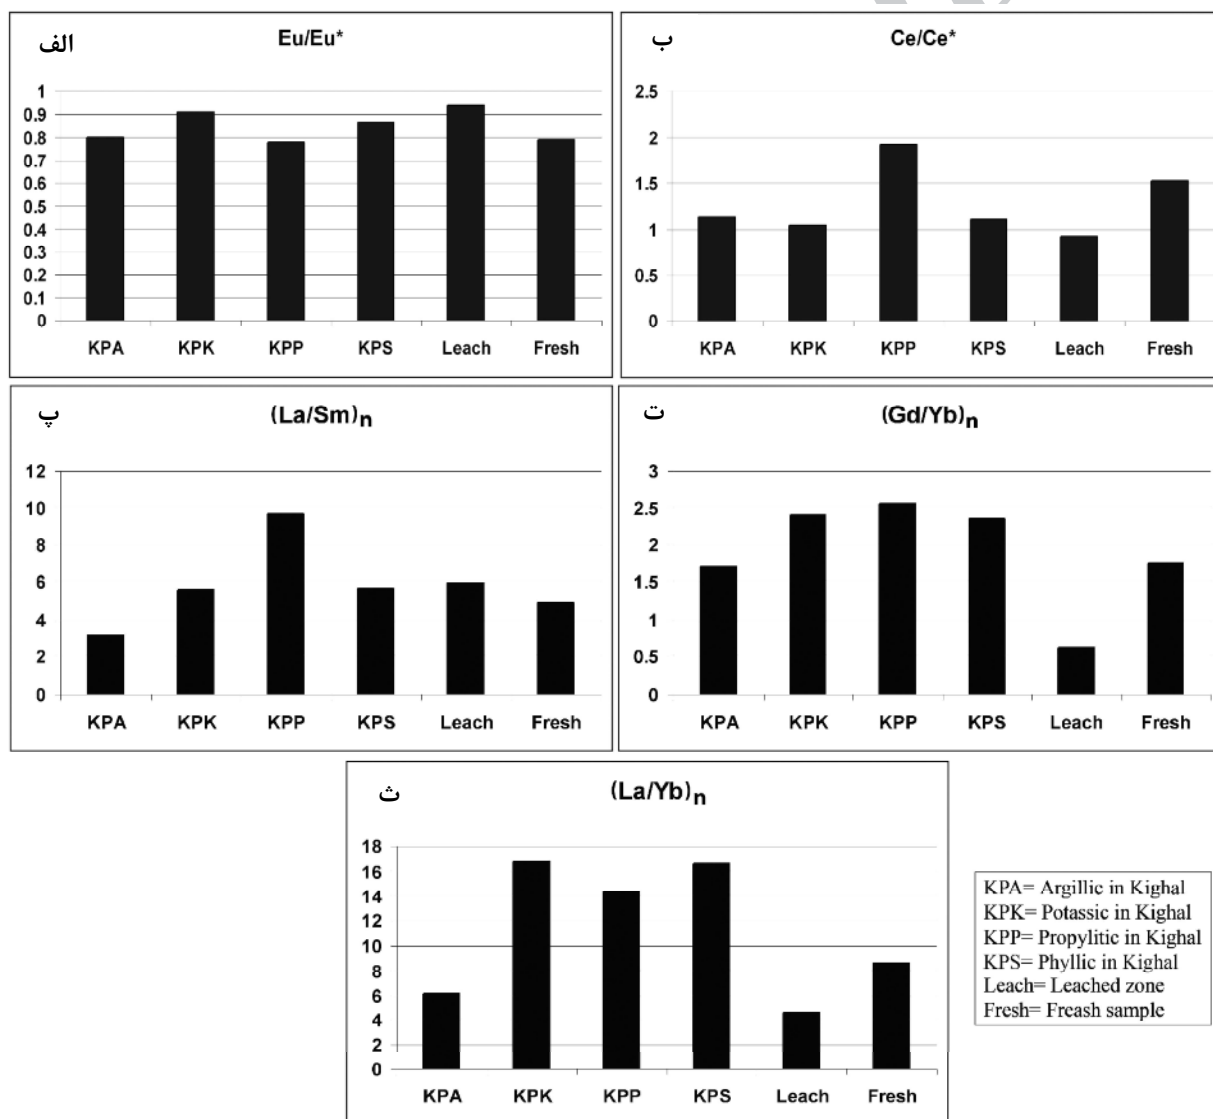 الف
Eu/Eu*
1
0.9
0.8
0.7
0.6
0.5
0.4
0.3
0.2
0.1
0
KPA KPK KPP KPS Leach Fresh
ب
Ce/Ce*
2.5
2
1.5
1
0.5
0
KPA KPK KPP KPS Leach Fresh
پ
(La/Sm)n
12
10
8
6
4
2
0
KPA KPK KPP KPS Leach Fresh
ت
(Gd/Yb)n
3
2.5
2
1.5
1
0.5
0
KPA KPK KPP KPS Leach Fresh
ث
(La/Yb)n
18
16
14
12
10
8
6
4
2
0
KPA KPK KPP KPS Leach Fresh
KPA= Argillic in Kighal
KPK= Potassic in Kighal
KPP= Propylitic in Kighal
KPS= Phyllic in Kighal
Leach= Leached zone
Fresh= Freash sample